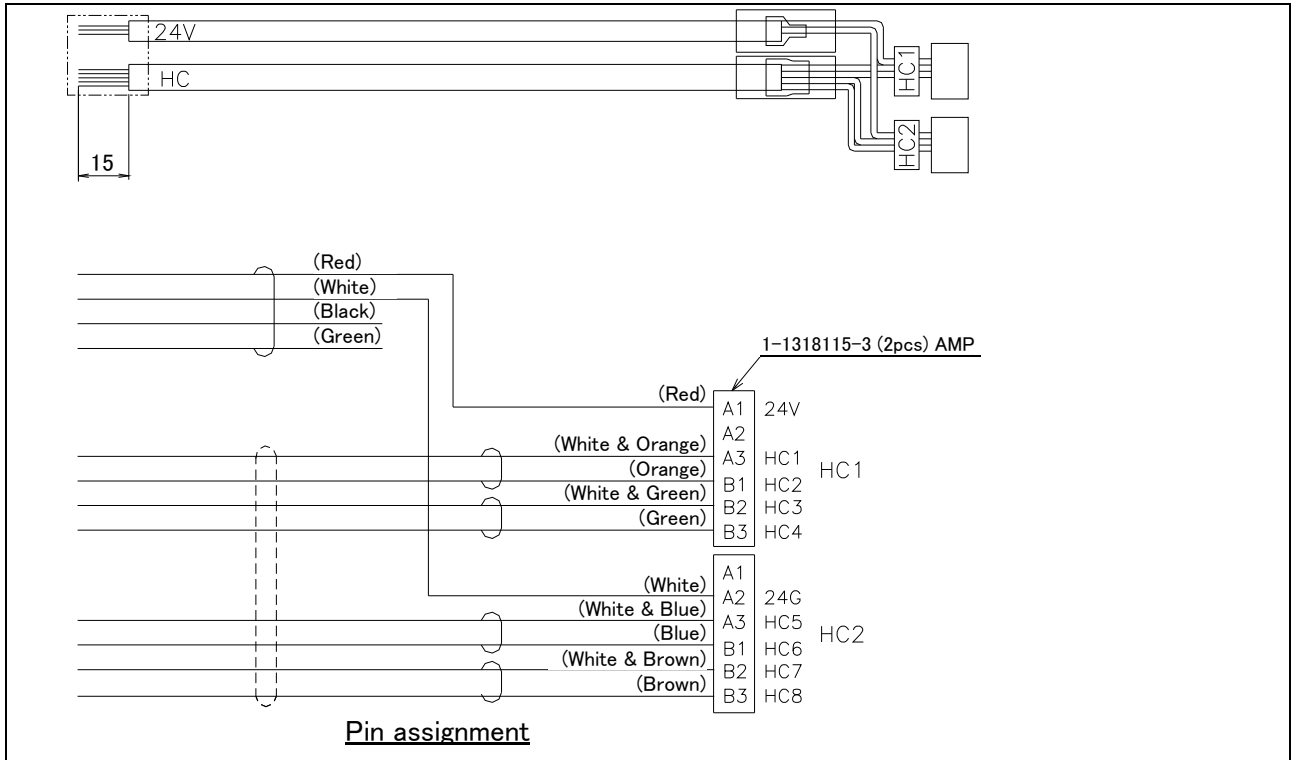 24V
HC
HC1
HC2
15
(Red)
(White)
(Black)
(Green)
1-1318115-3 (2pcs) AMP
(Red) A1 24V
A2
(White & Orange) A3 HC1
(Orange) B1 HC2
HC1
(White & Green) B2 HC3
(Green) B3 HC4
A1
(White) A2 24G
(White & Blue) A3 HC5
(Blue) B1 HC6
HC2
(White & Brown) B2 HC7
(Brown) B3 HC8
Pin assignment